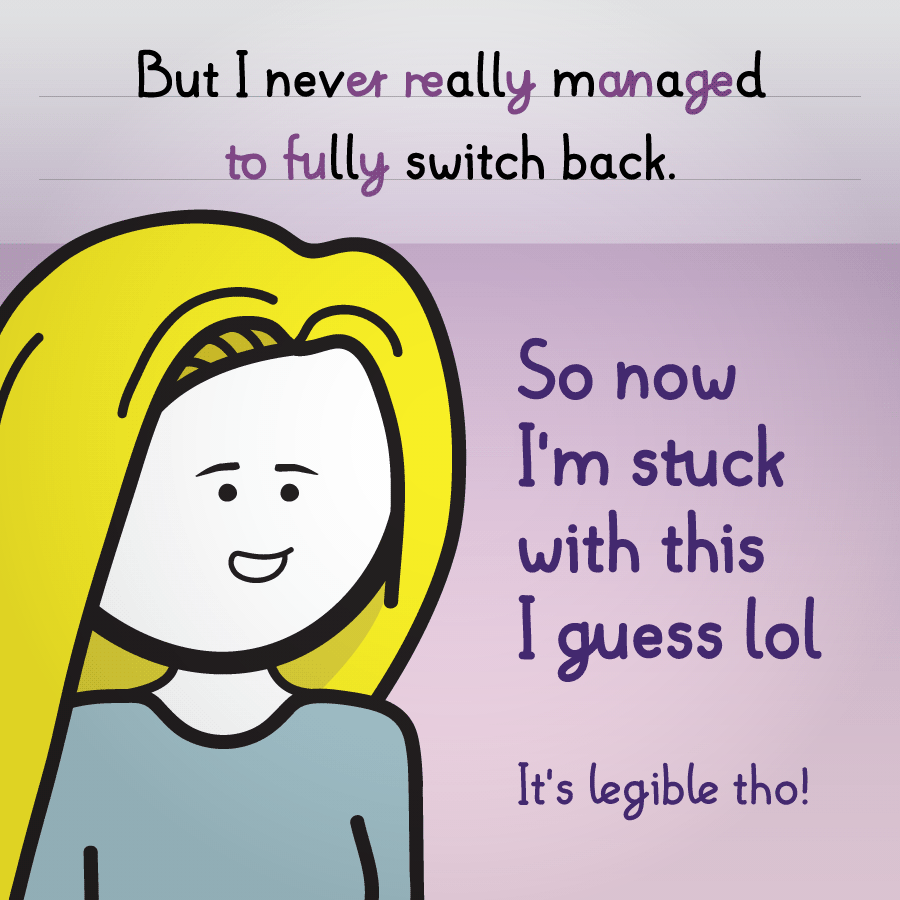 But I never really managed
to fully switch back.
So now
I'm stuck
with this
I guess lol
It's legible tho!